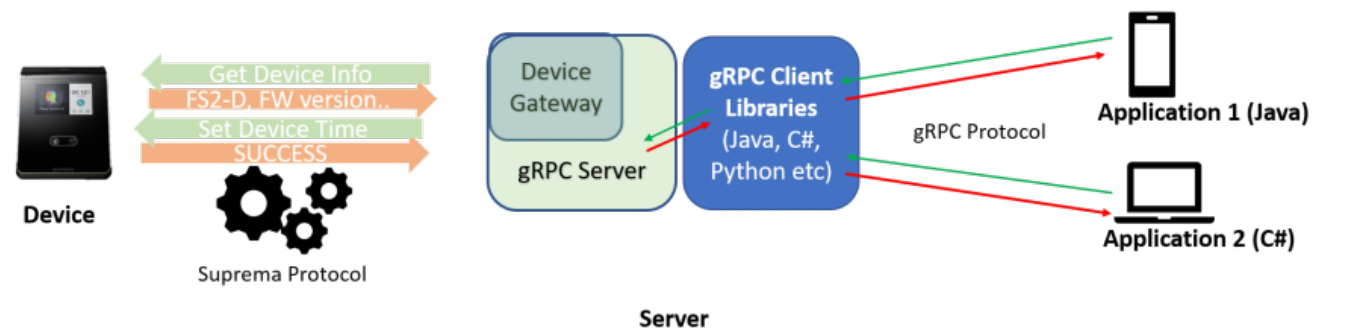 Get Device Info
FS2-D, FW version..
Set Device Time
SUCCESS
Device
Suprema Protocol
Device
Gateway
gRPC Server
gRPC Client
Libraries
(Java, C#,
Python etc)
gRPC Protocol
Application 1 (Java)
Application 2 (C#)
Server